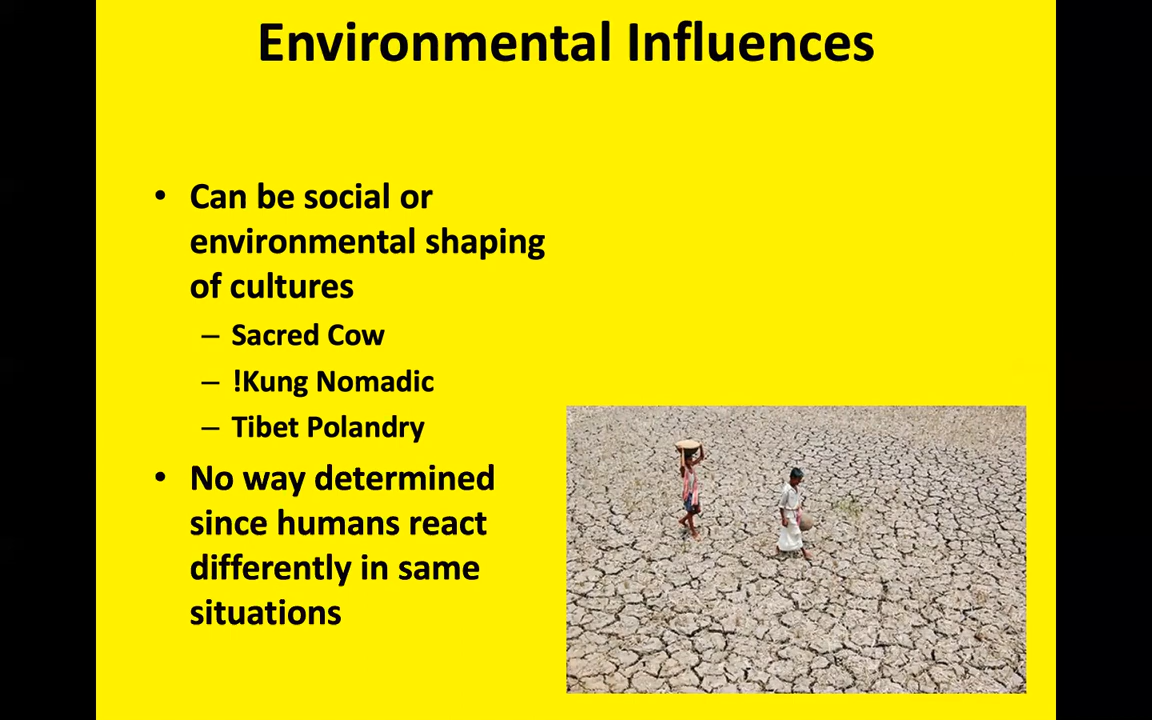 Environmental Influences
• Can be social or
environmental shaping
of cultures
– Sacred Cow
– !Kung Nomadic
– Tibet Polandry
• No way determined
since humans react
differently in same
situations